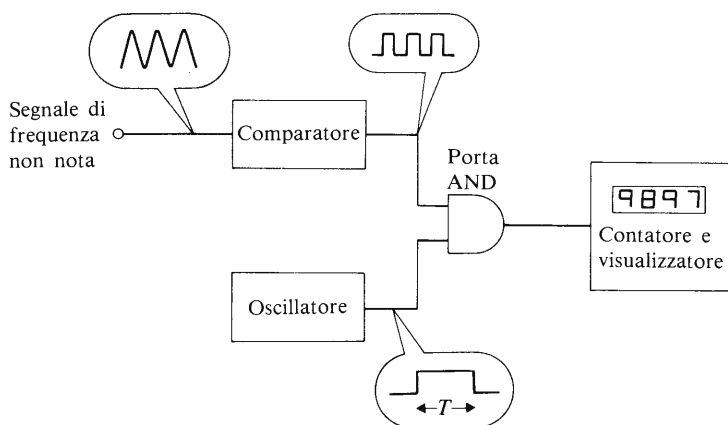 Segnale di
frequenza
non nota
Comparatore
Porta
AND
9897
Contatore e
visualizzatore
Oscillatore
T